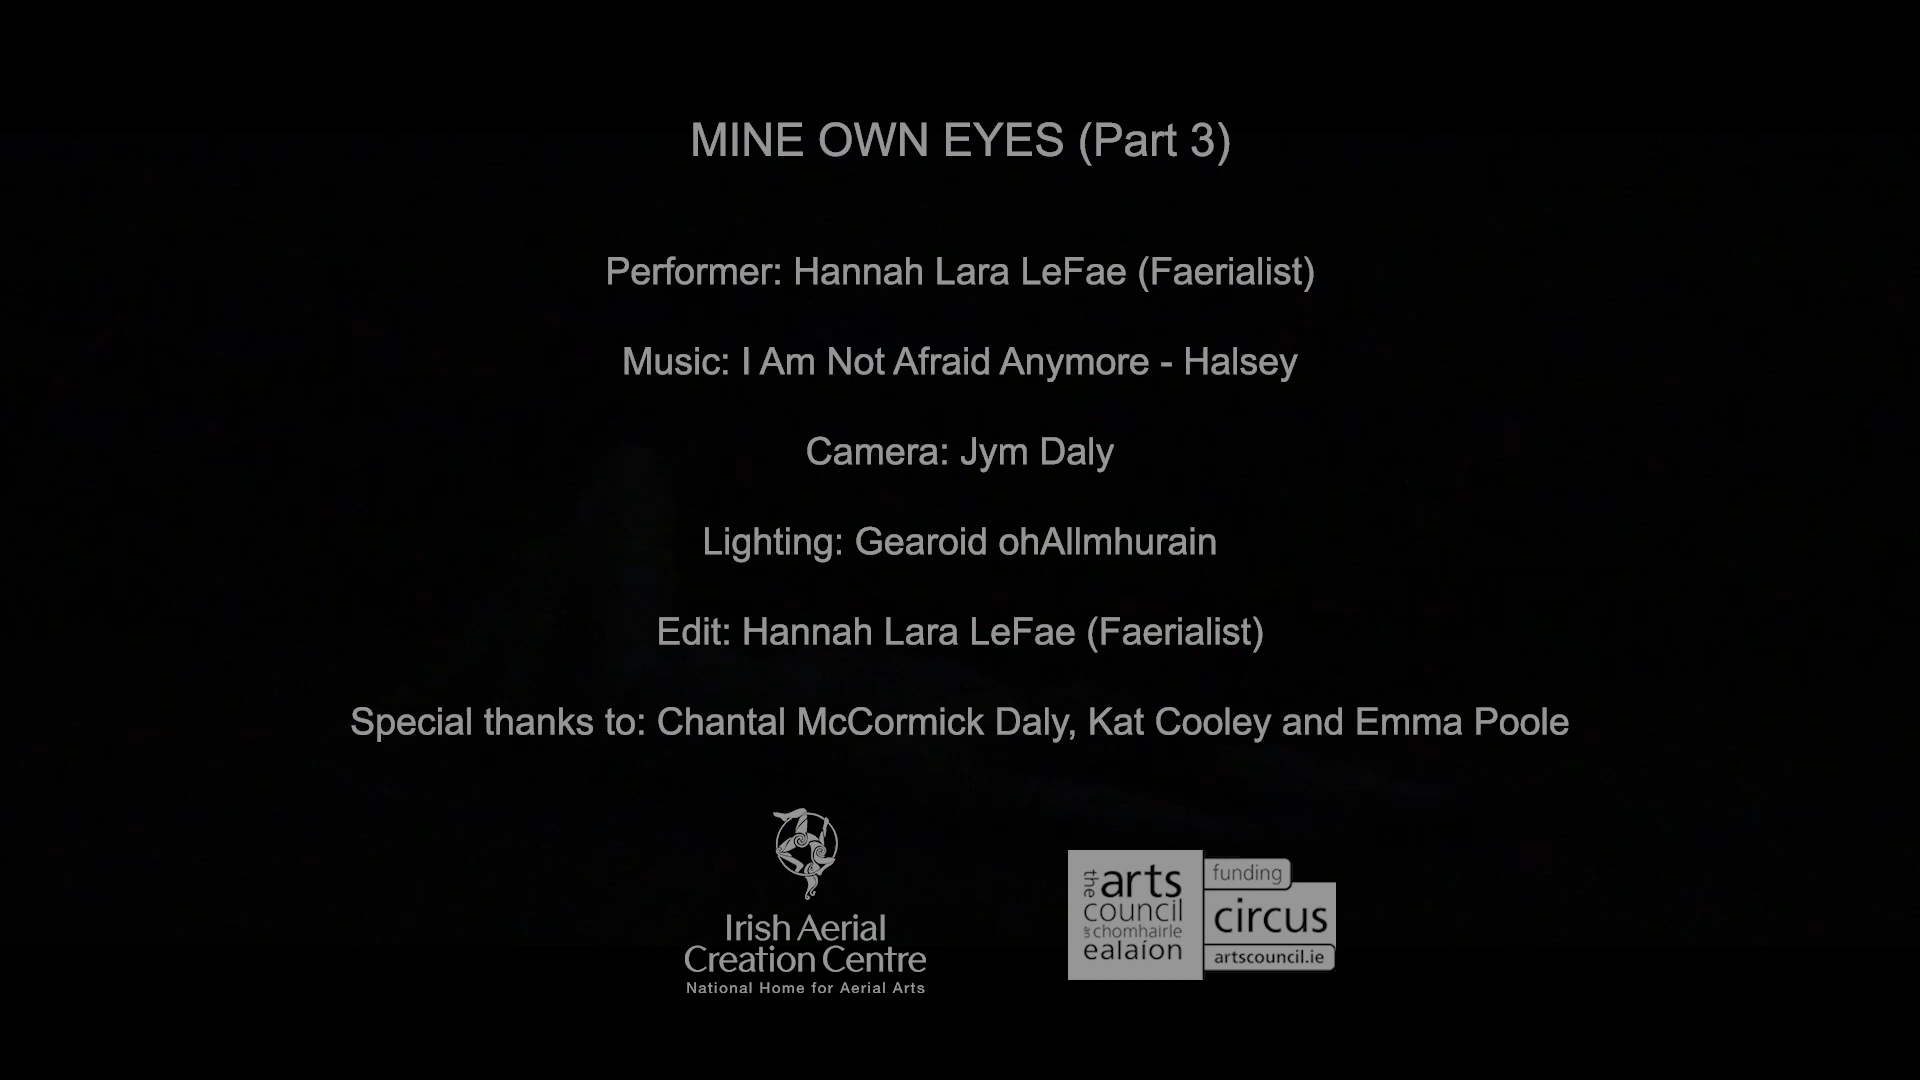 MINE OWN EYES (Part 3)
Performer: Hannah Lara LeFae (Faerialist)
Music: I Am Not Afraid Anymore - Halsey
Camera: Jym Daly
Lighting: Gearoid ohAllmhurain
Edit: Hannah Lara LeFae (Faerialist)
Special thanks to: Chantal McCormick Daly, Kat Cooley and Emma Poole
Irish Aerial
Creation Centre
National Home for Aerial Arts
the arts
council
chomhairle
ealaíon
funding
circus
artscouncil.ie